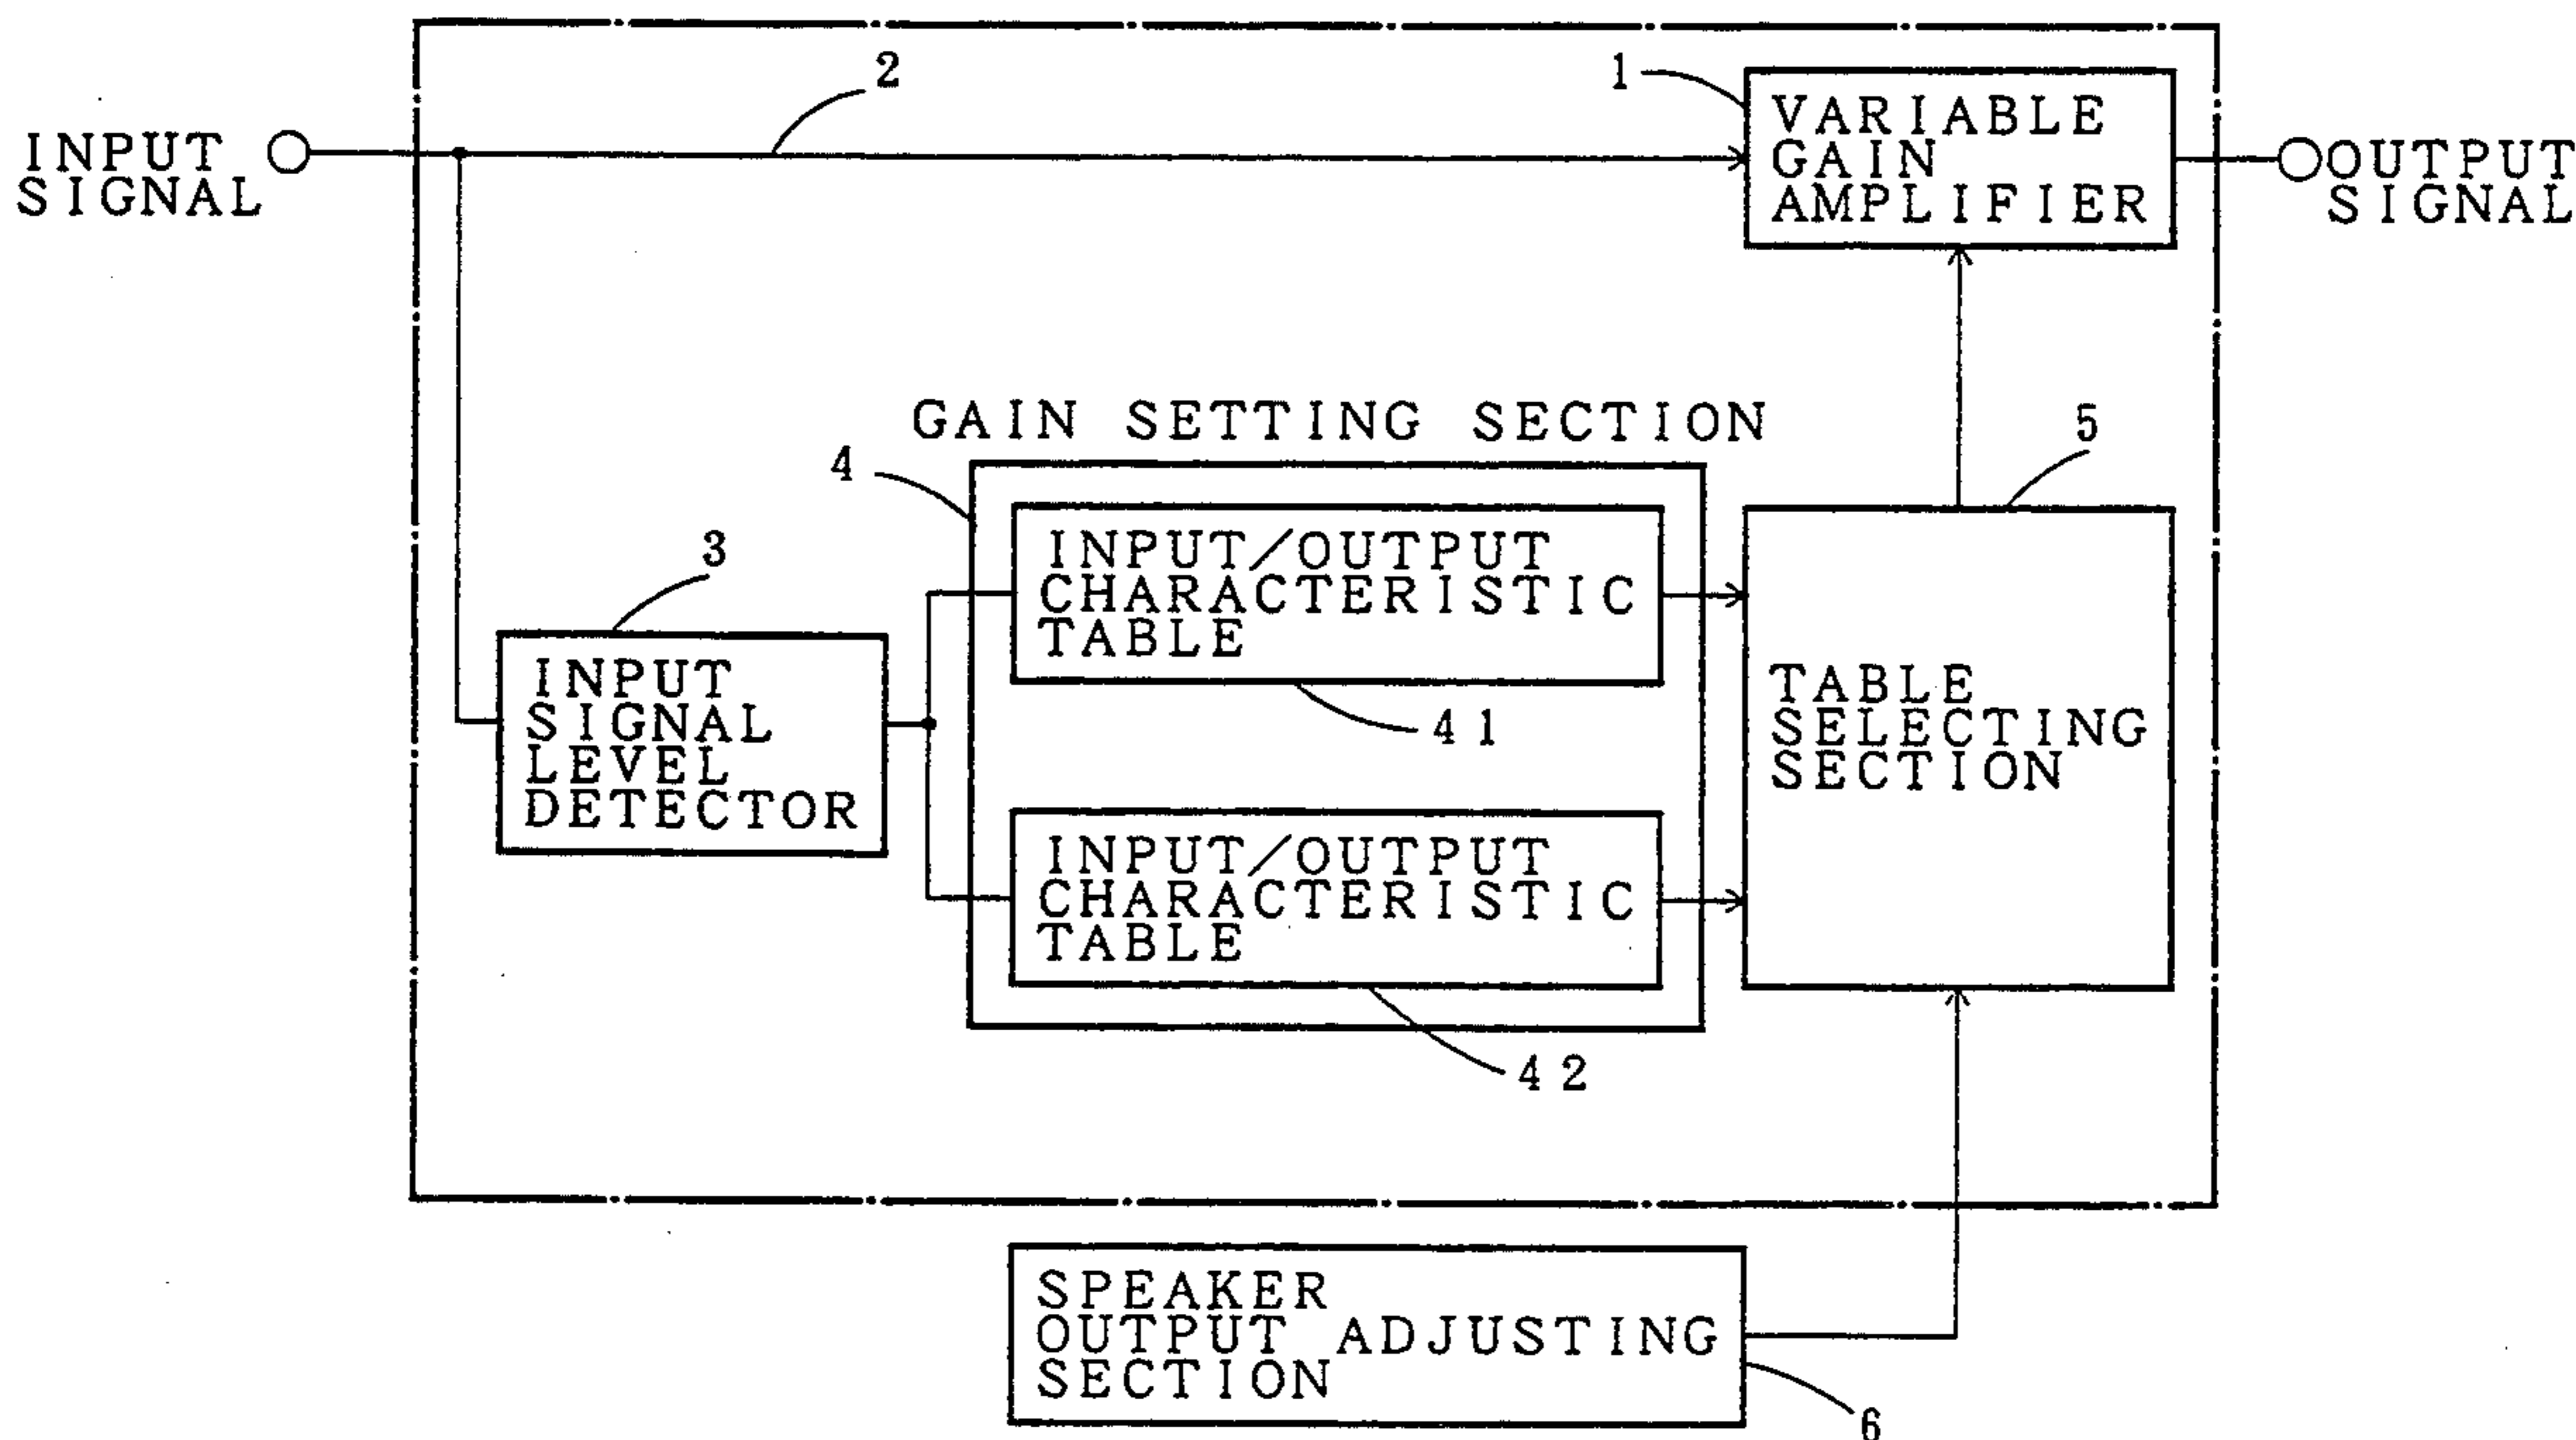 2
1
VARIABLE
GAIN
AMPLIFIER
INPUT
SIGNAL
OUTPUT
SIGNAL
GAIN SETTING SECTION
4
5
3
INPUT/OUTPUT
CHARACTERISTIC
TABLE
41
INPUT
SIGNAL
LEVEL
DETECTOR
TABLE
SELECTING
SECTION
INPUT/OUTPUT
CHARACTERISTIC
TABLE
42
SPEAKER
OUTPUT ADJUSTING
SECTION
6